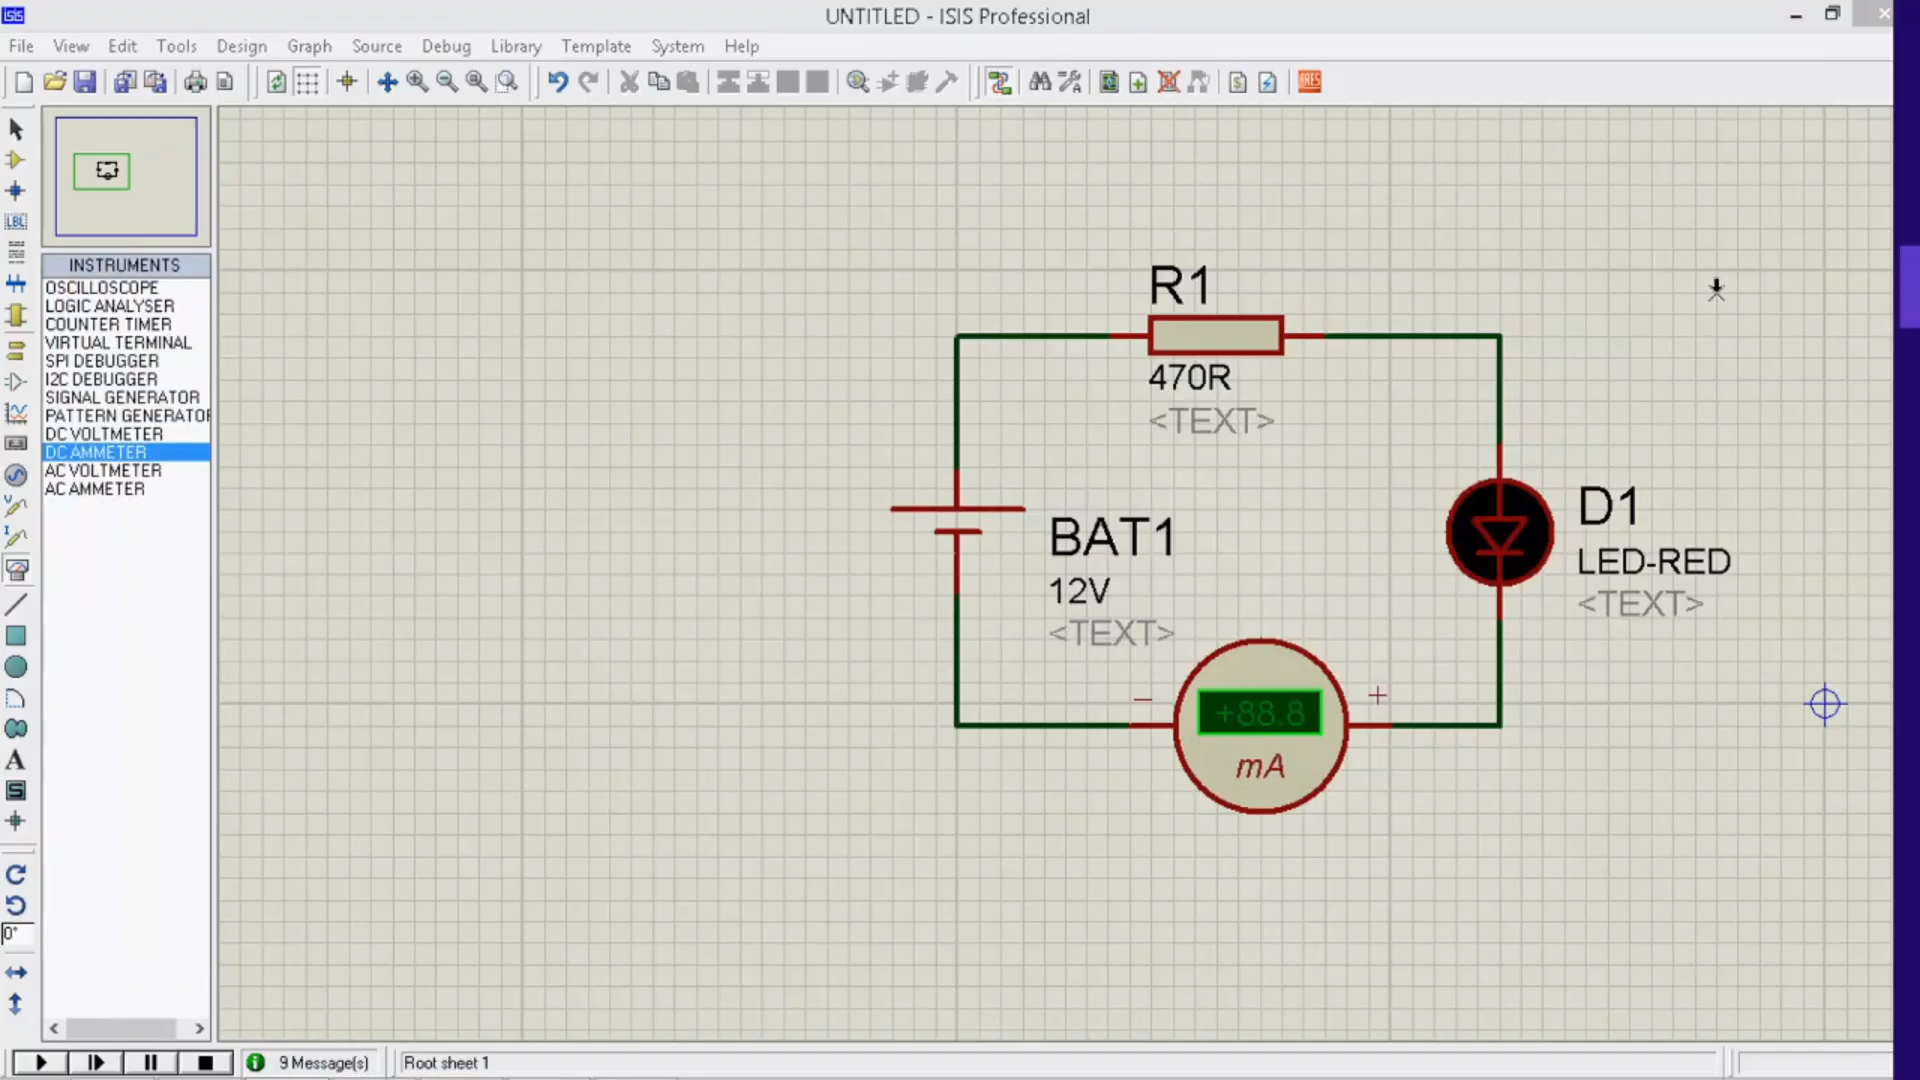 UNTITLED - ISIS Professional
File View Edit Tools Design Graph Source Debug Library Template System Help
INSTRUMENTS
OSCILLOSCOPE
LOGIC ANALYSER
COUNTER TIMER
VIRTUAL TERMINAL
SPI DEBUGGER
I2C DEBUGGER
SIGNAL GENERATOR
PATTERN GENERATOR
DC VOLTMETER
DC AMMETER
AC VOLTMETER
AC AMMETER
LBL
R1
470R
<TEXT>
BAT1
12V
<TEXT>
D1
LED-RED
<TEXT>
− +
+88.8
mA
A
S
0°
9 Message(s)
Root sheet 1